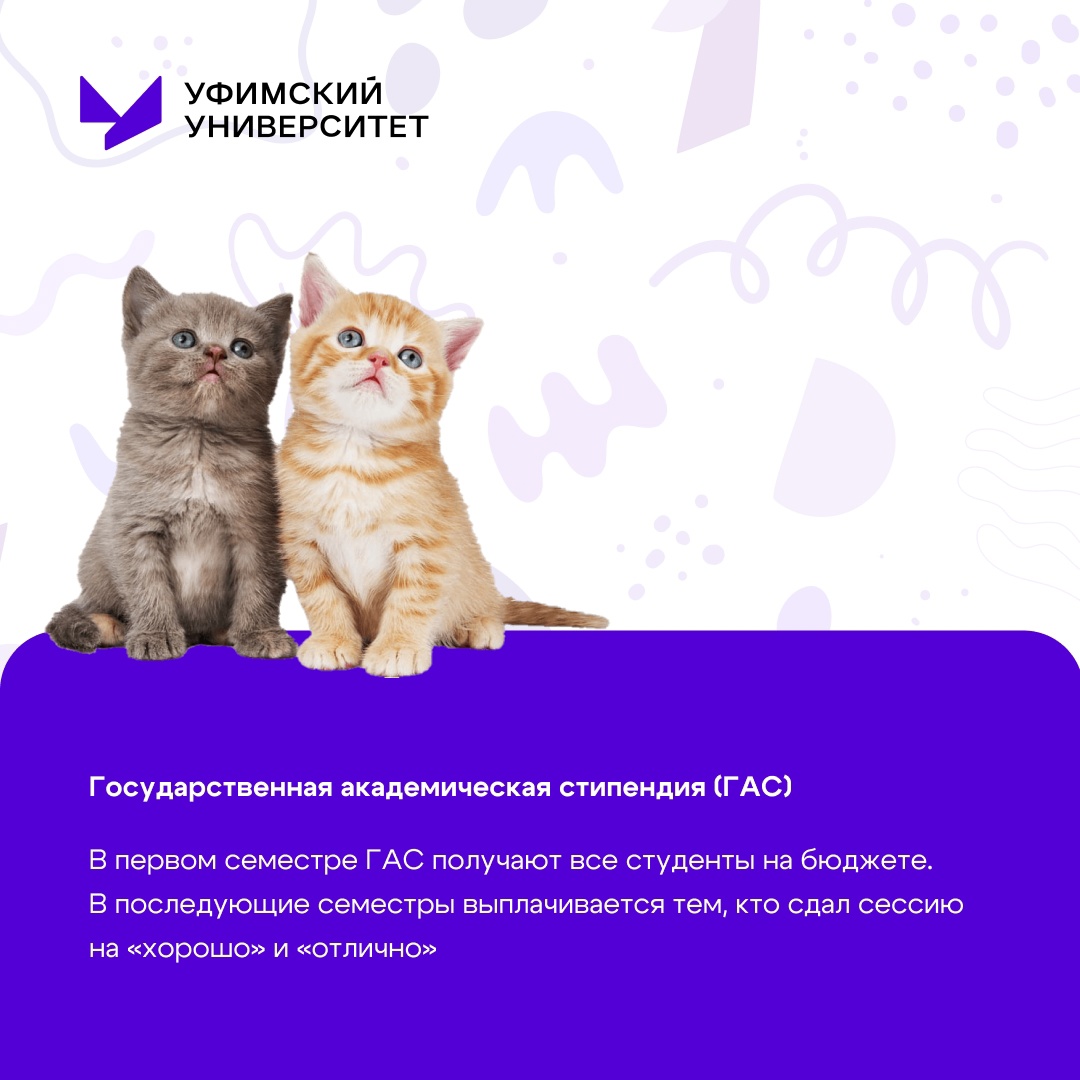 УФИМСКИЙ
УНИВЕРСИТЕТ
Государственная академическая стипендия (ГАС)
В первом семестре ГАС получают все студенты на бюджете.
В последующие семестры выплачивается тем, кто сдал сессию
на «хорошо» и «отлично»